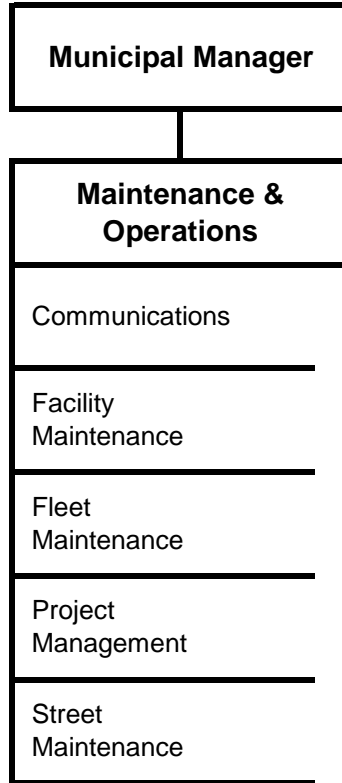 Municipal Manager
Maintenance &
Operations
Communications
Facility
Maintenance
Fleet
Maintenance
Project
Management
Street
Maintenance